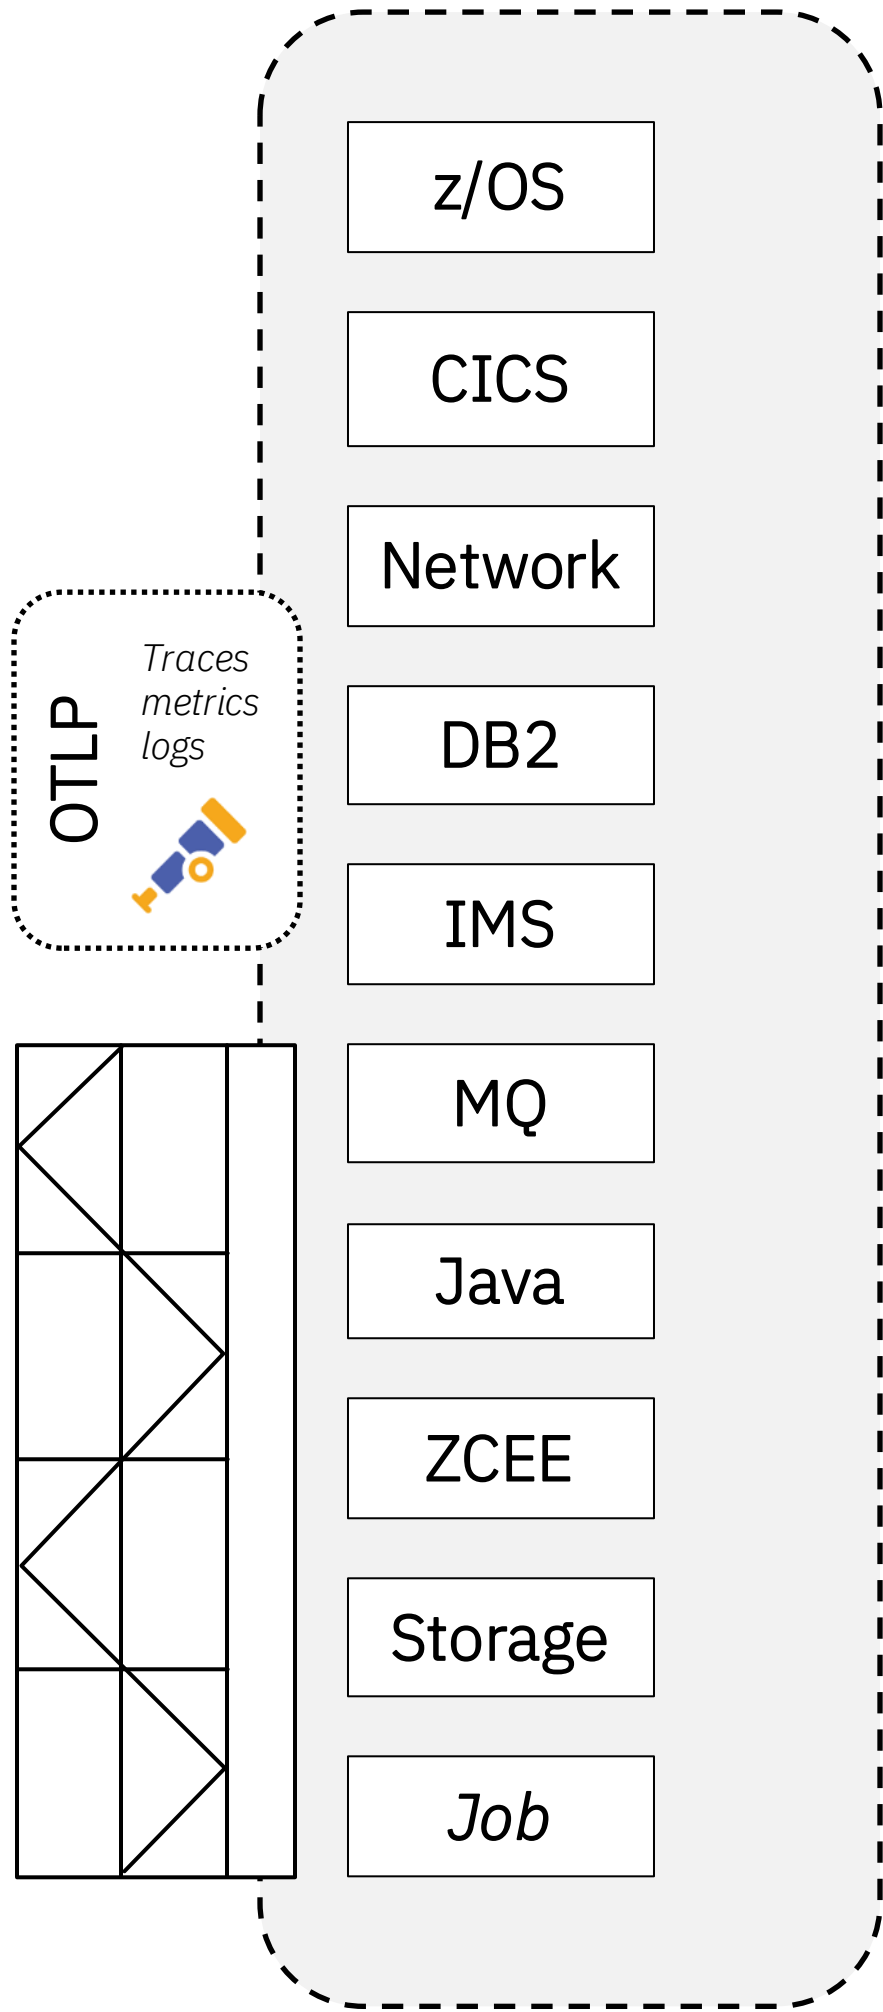 z/OS
CICS
Network
OTLP
Traces
metrics
logs
DB2
IMS
MQ
Java
ZCEE
Storage
Job